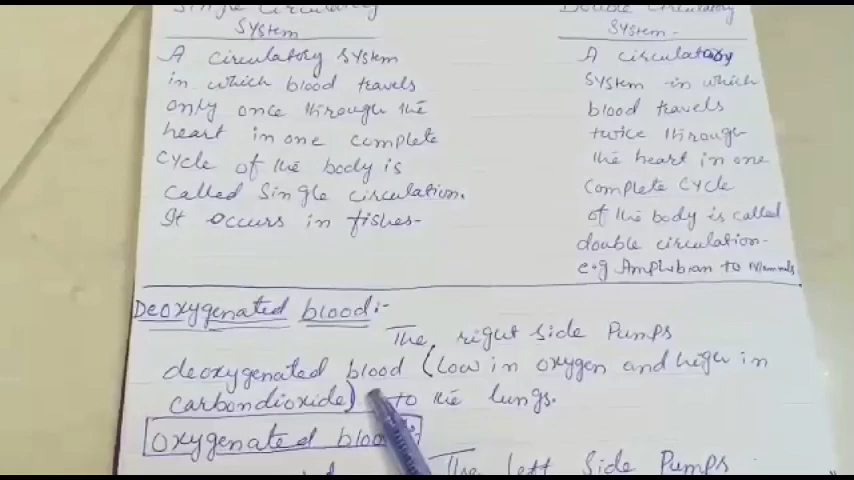 Single Circulatory
System
A circulatory system
in which blood travels
only once through the
heart in one complete
cycle of the body is
called Single circulation.
It occurs in fishes-
Double Circulatory
System-
A circulatory
system in which
blood travels
twice through
the heart in one
complete cycle
of the body is called
double circulation-
e.g Amphibian to Mammals
Deoxygenated blood:-
The right side Pumps
deoxygenated blood (low in oxygen and high in
carbondioxide) to the lungs.
oxygenated blood
The left side Pumps